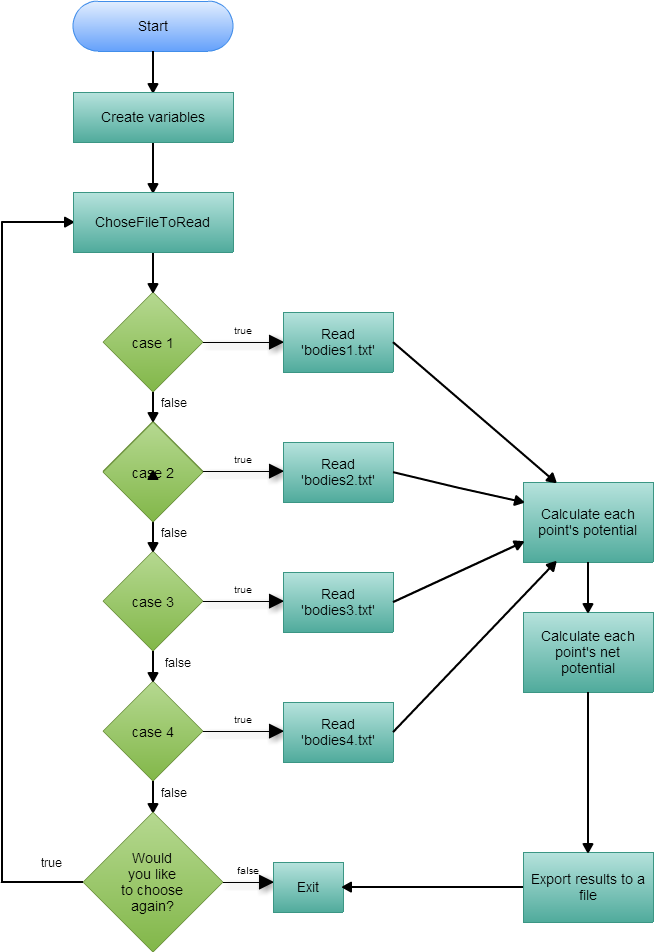 Start
Create variables
ChoseFileToRead
case 1
true
Read
'bodies1.txt'
false
case 2
true
Read
'bodies2.txt'
Calculate each
point's potential
false
case 3
true
Read
'bodies3.txt'
Calculate each
point's net
potential
false
case 4
true
Read
'bodies4.txt'
false
Would
you like
to choose
again?
true
false
Exit
Export results to a
file